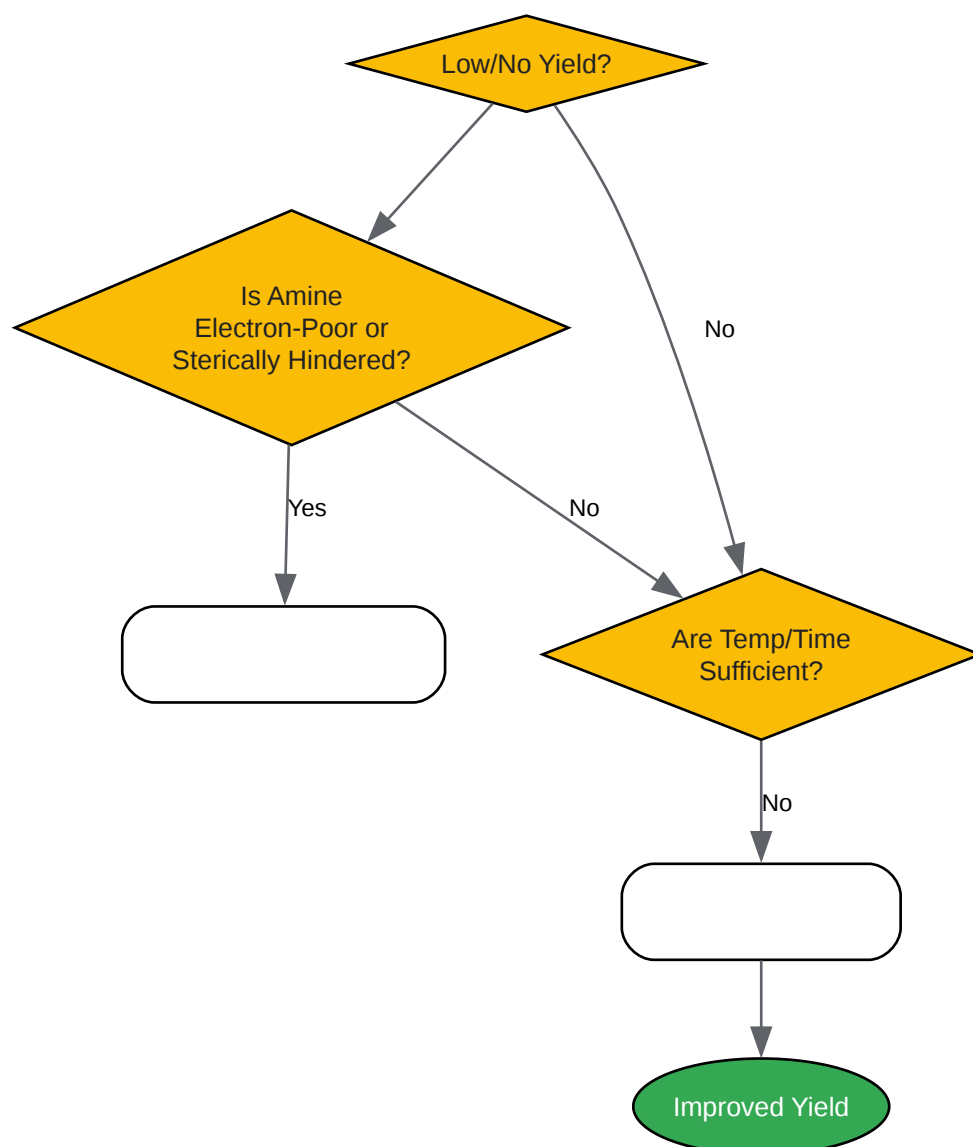 Low/No Yield?
Is Amine
Electron-Poor or
Sterically Hindered?
No
Yes
No
Are Temp/Time
Sufficient?
No
Improved Yield